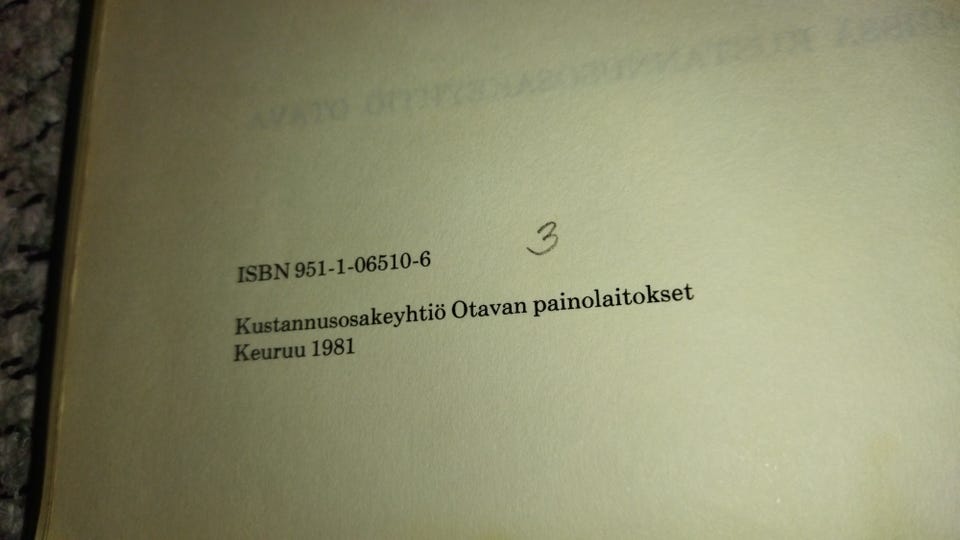 ISBN 951-1-06510-6
3
Kustannusosakeyhtiö Otavan painolaitokset
Keuruu 1981